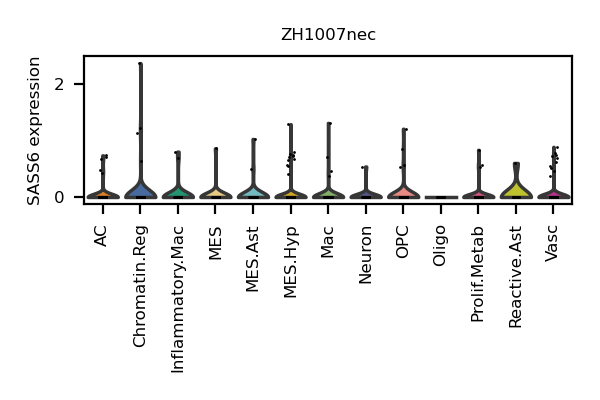 ZH1007nec
SASS6 expression
2
0
AC
Chromatin.Reg
Inflammatory.Mac
MES
MES.Ast
MES.Hyp
Mac
Neuron
OPC
Oligo
Prolif.Metab
Reactive.Ast
Vasc